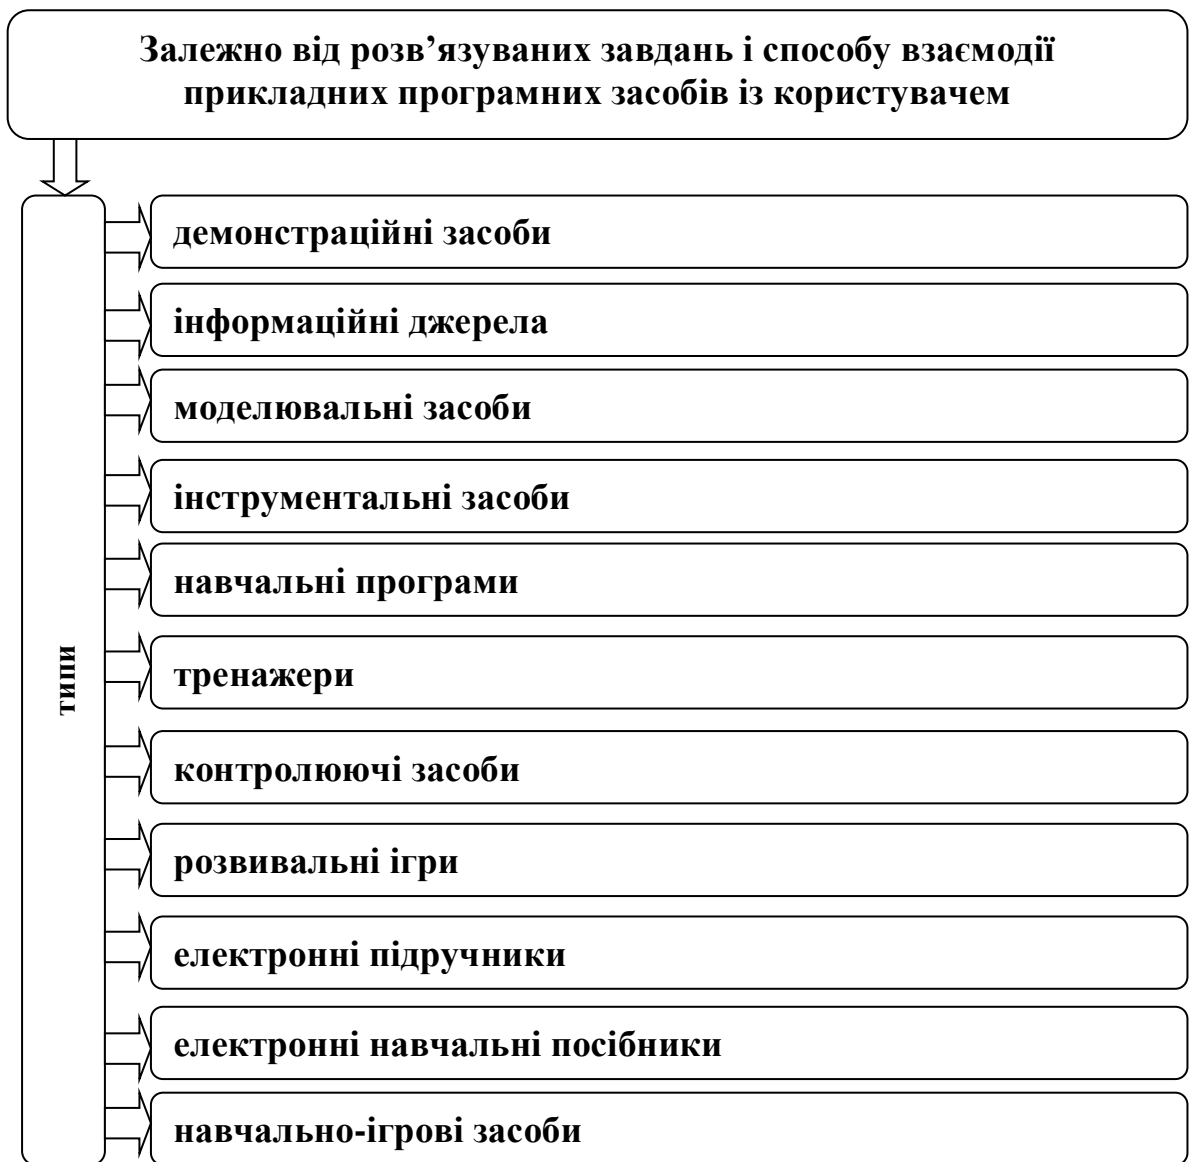 Залежно від розв’язуваних завдань і способу взаємодії
прикладних програмних засобів із користувачем
типи
демонстраційні засоби
інформаційні джерела
моделювальні засоби
інструментальні засоби
навчальні програми
тренажери
контролюючі засоби
розвивальні ігри
електронні підручники
електронні навчальні посібники
навчально-ігрові засоби